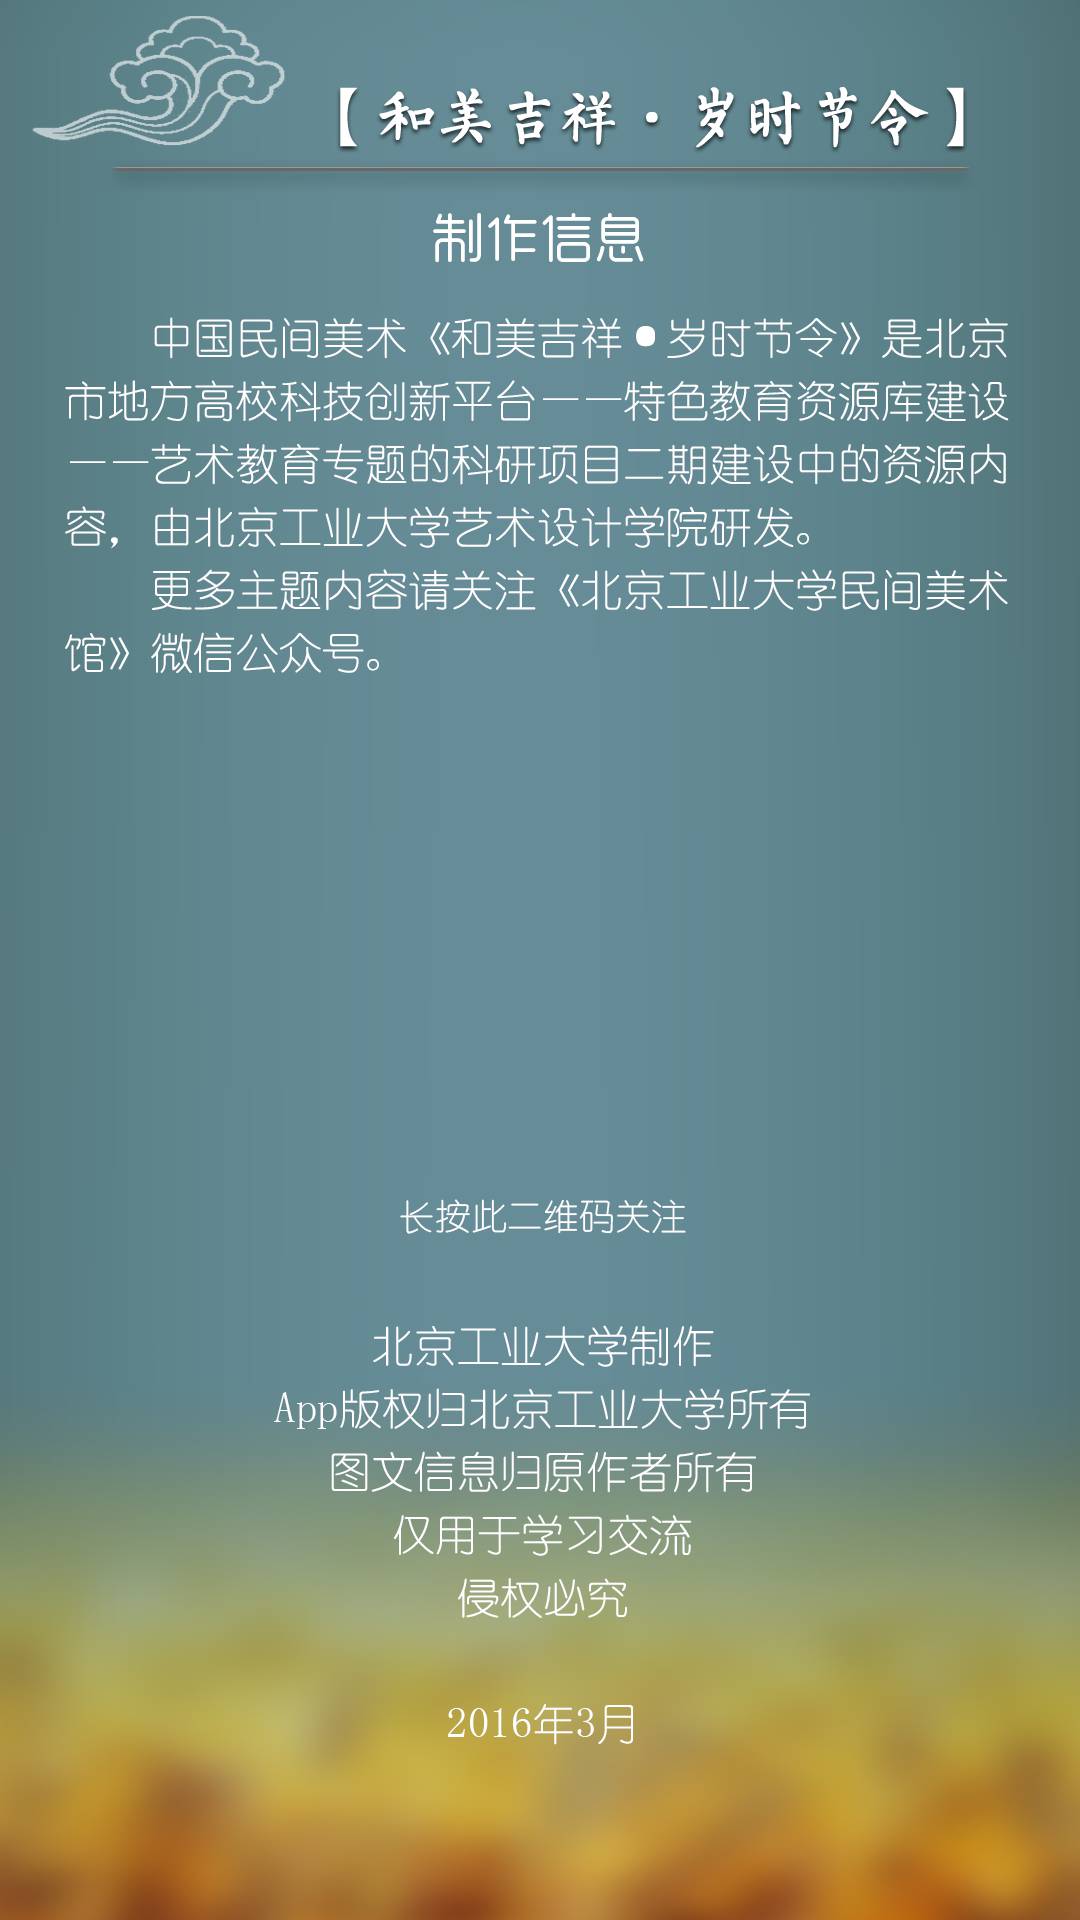 【和美吉祥·岁时节令】
制作信息
中国民间美术《和美吉祥•岁时节令》是北京
市地方高校科技创新平台——特色教育资源库建设
——艺术教育专题的科研项目二期建设中的资源内
容，由北京工业大学艺术设计学院研发。
更多主题内容请关注《北京工业大学民间美术
馆》微信公众号。
长按此二维码关注
北京工业大学制作
App版权归北京工业大学所有
图文信息归原作者所有
仅用于学习交流
侵权必究
2016年3月